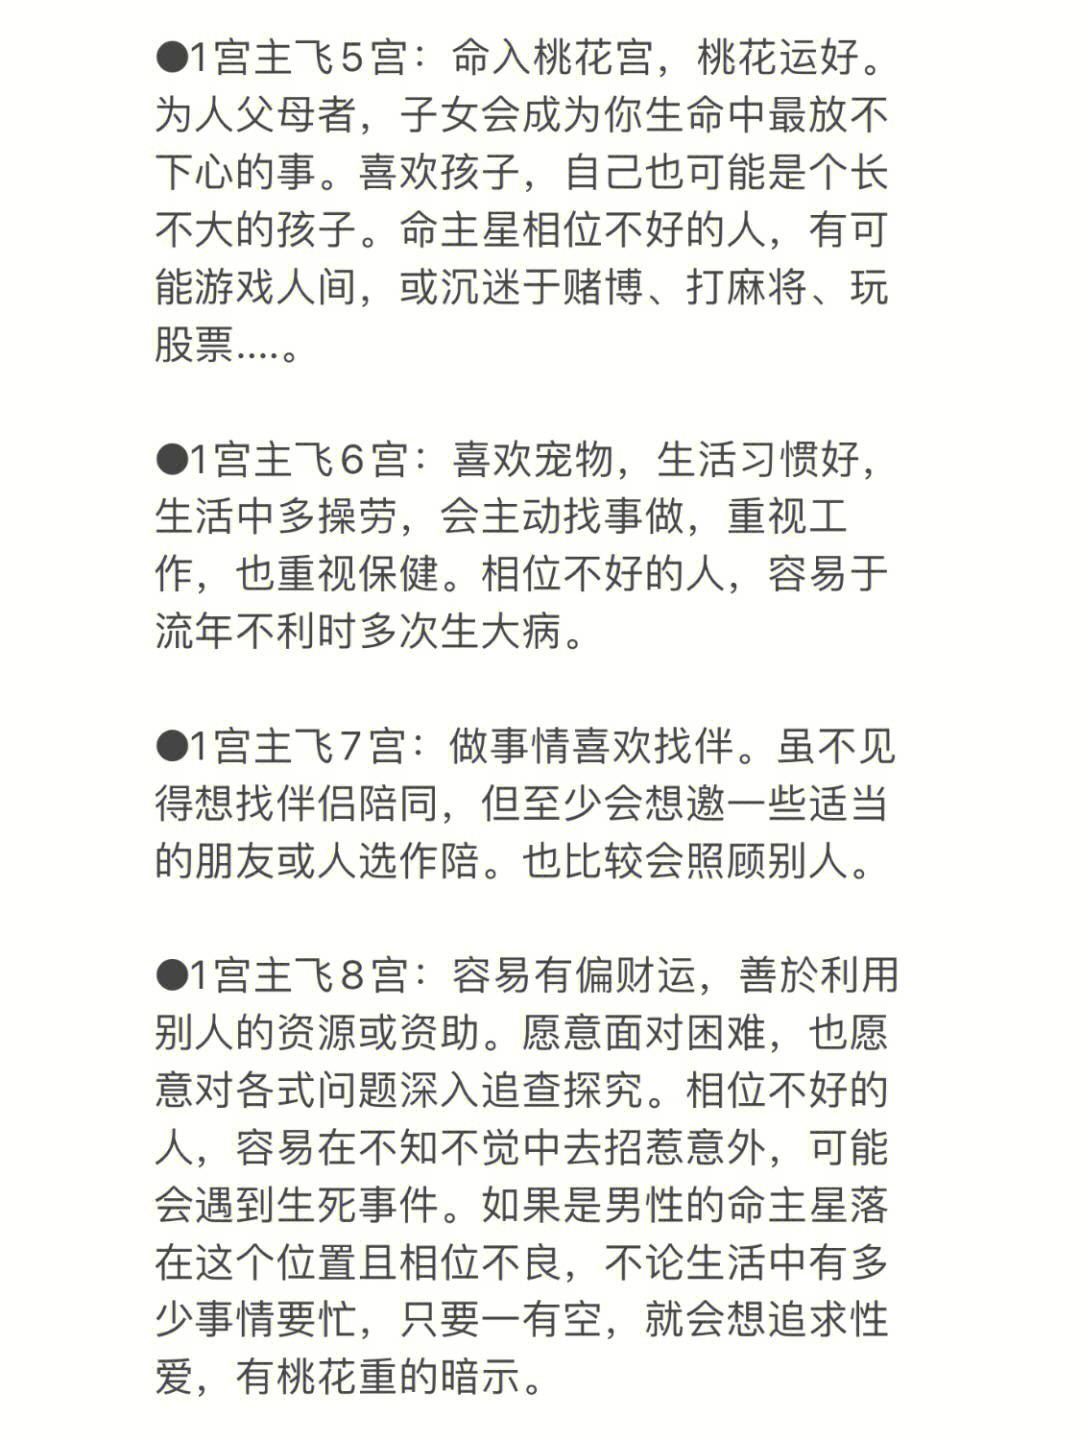 ●1宫主飞5宫：命入桃花宫，桃花运好。
为人父母者，子女会成为你生命中最放不
下心的事。喜欢孩子，自己也可能是个长
不大的孩子。命主星相位不好的人，有可
能游戏人间，或沉迷于赌博、打麻将、玩
股票....。
●1宫主飞6宫：喜欢宠物，生活习惯好，
生活中多操劳，会主动找事做，重视工
作，也重视保健。相位不好的人，容易于
流年不利时多次生大病。
●1宫主飞7宫：做事情喜欢找伴。虽不见
得想找伴侣陪同，但至少会想邀一些适当
的朋友或人选作陪。也比较会照顾别人。
●1宫主飞8宫：容易有偏财运，善於利用
别人的资源或资助。愿意面对困难，也愿
意对各式问题深入追查探究。相位不好的
人，容易在不知不觉中去招惹意外，可能
会遇到生死事件。如果是男性的命主星落
在这个位置且相位不良，不论生活中有多
少事情要忙，只要一有空，就会想追求性
爱，有桃花重的暗示。